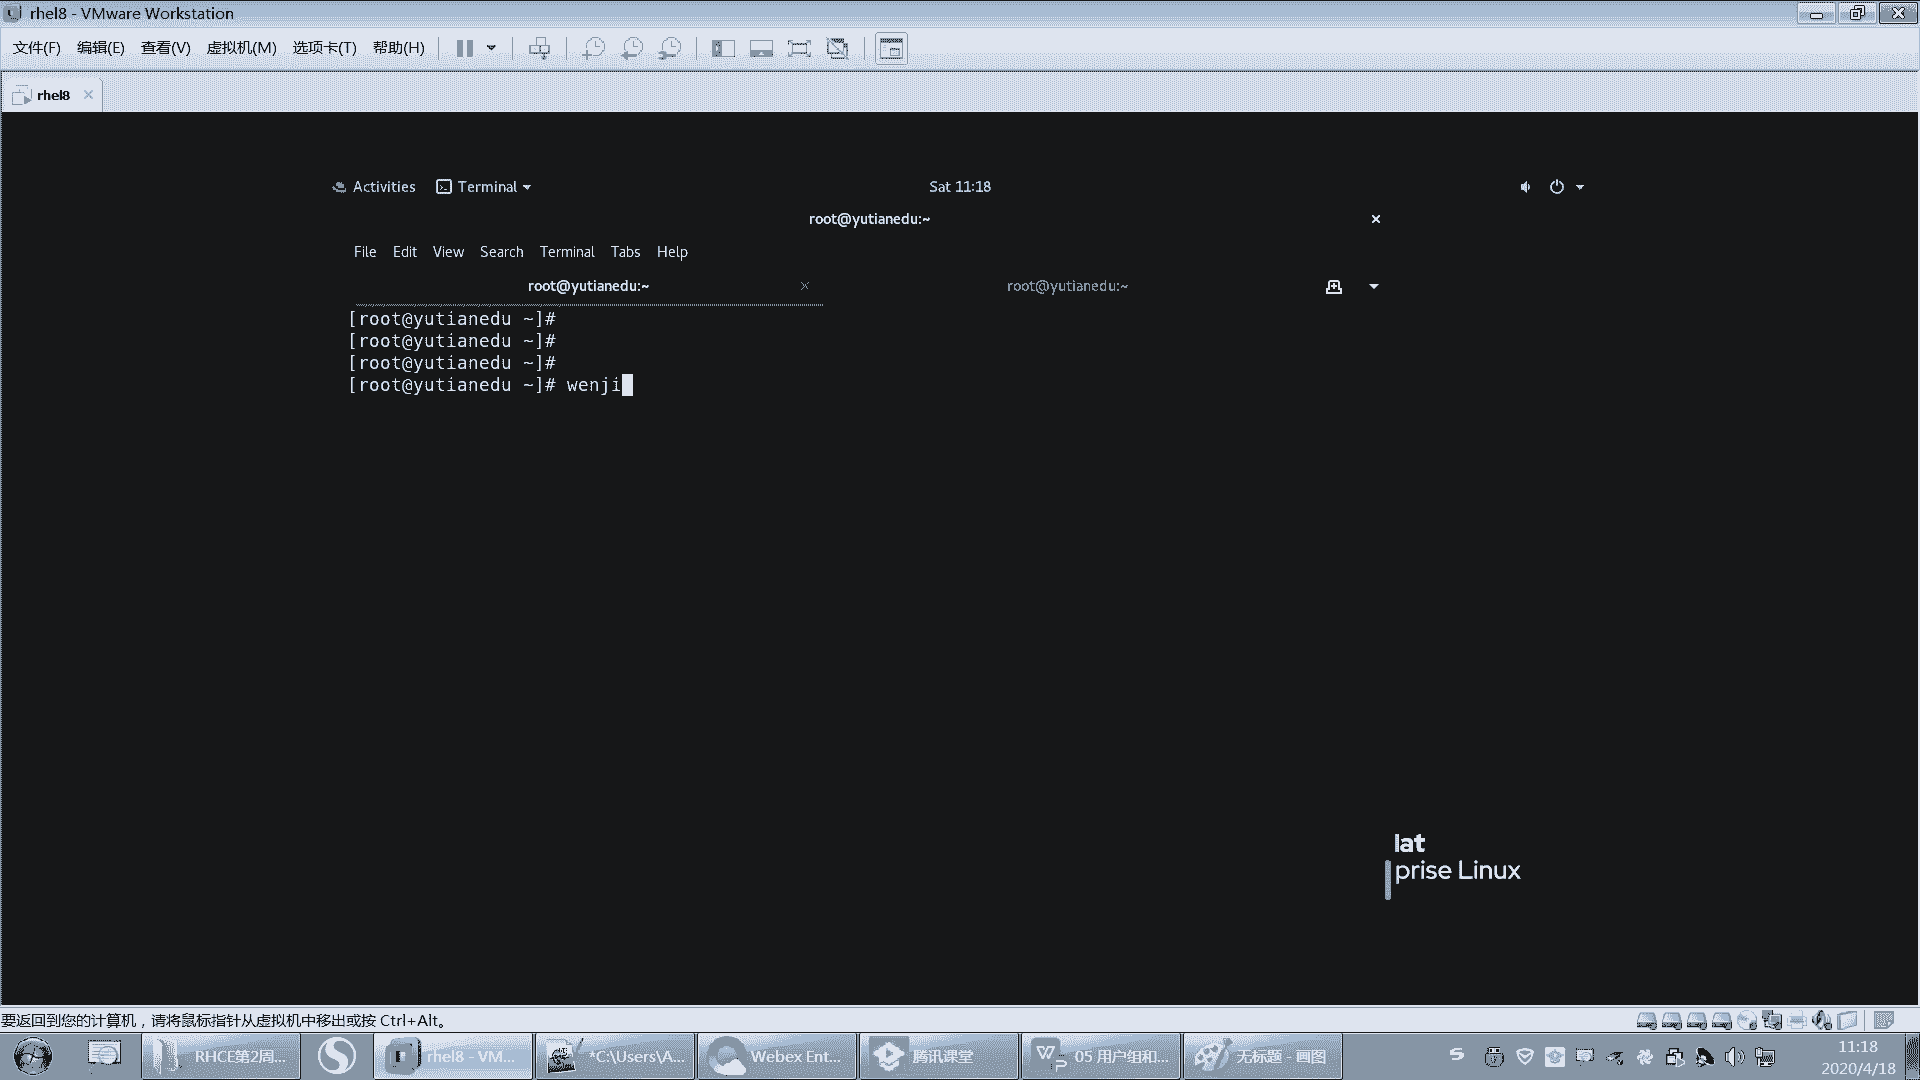 rhel8 - VMware Workstation
文件(F) 编辑(E) 查看(V) 虚拟机(M) 选项卡(T) 帮助(H)
rhel8
Activities Terminal Sat 11:18
root@yutianedu:~
File Edit View Search Terminal Tabs Help
root@yutianedu:~ root@yutianedu:~
[root@yutianedu ~]#
[root@yutianedu ~]#
[root@yutianedu ~]#
[root@yutianedu ~]# wenji
lat
prise Linux
要返回到您的计算机，请将鼠标指针从虚拟机中移出或按 Ctrl+Alt。
RHCE第2周... rhel8 - VM... *C:\Users\A... Webex Ent... 腾讯课堂 05 用户组和... 无标题 - 画图 11:18
2020/4/18